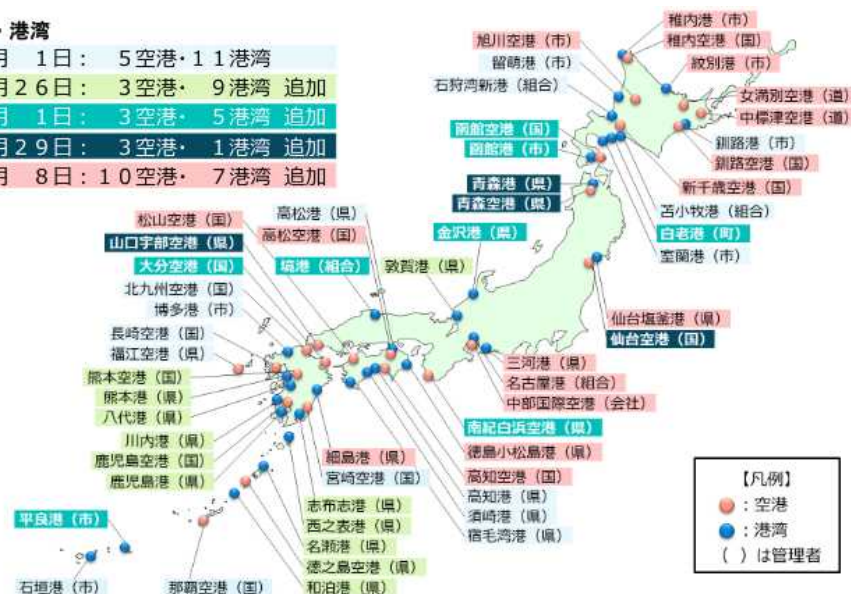 ・港湾
月　1日：　5空港・11港湾
月26日：　3空港・　9港湾 追加
月　1日：　3空港・　5港湾 追加
月29日：　3空港・　1港湾 追加
月　8日：10空港・　7港湾 追加
稚内港（市）
稚内空港（国）
紋別港（市）
旭川空港（市）
留萌港（市）
石狩湾新港（組合）
女満別空港（道）
中標津空港（道）
函館空港（国）
函館港（市）
釧路港（市）
釧路空港（国）
青森港（県）
青森空港（県）
新千歳空港（国）
苫小牧港（組合）
白老港（町）
室蘭港（市）
高松港（県）
松山空港（国）
高松空港（国）
金沢港（県）
山口宇部空港（県）
大分空港（国）
境港（組合）
敦賀港（県）
北九州空港（国）
博多港（市）
仙台塩釜港（県）
仙台空港（国）
長崎空港（国）
福江空港（県）
三河港（県）
名古屋港（組合）
中部国際空港（会社）
熊本空港（国）
熊本港（県）
八代港（県）
南紀白浜空港（県）
川内港（県）
鹿児島空港（国）
鹿児島港（県）
細島港（県）
宮崎空港（国）
徳島小松島港（県）
高知空港（国）
高知港（県）
須崎港（県）
宿毛湾港（県）
志布志港（県）
西之表港（県）
名瀬港（県）
徳之島空港（県）
和泊港（県）
平良港（市）
石垣港（市）
那覇空港（国）
【凡例】
：空港
：港湾
（　）は管理者